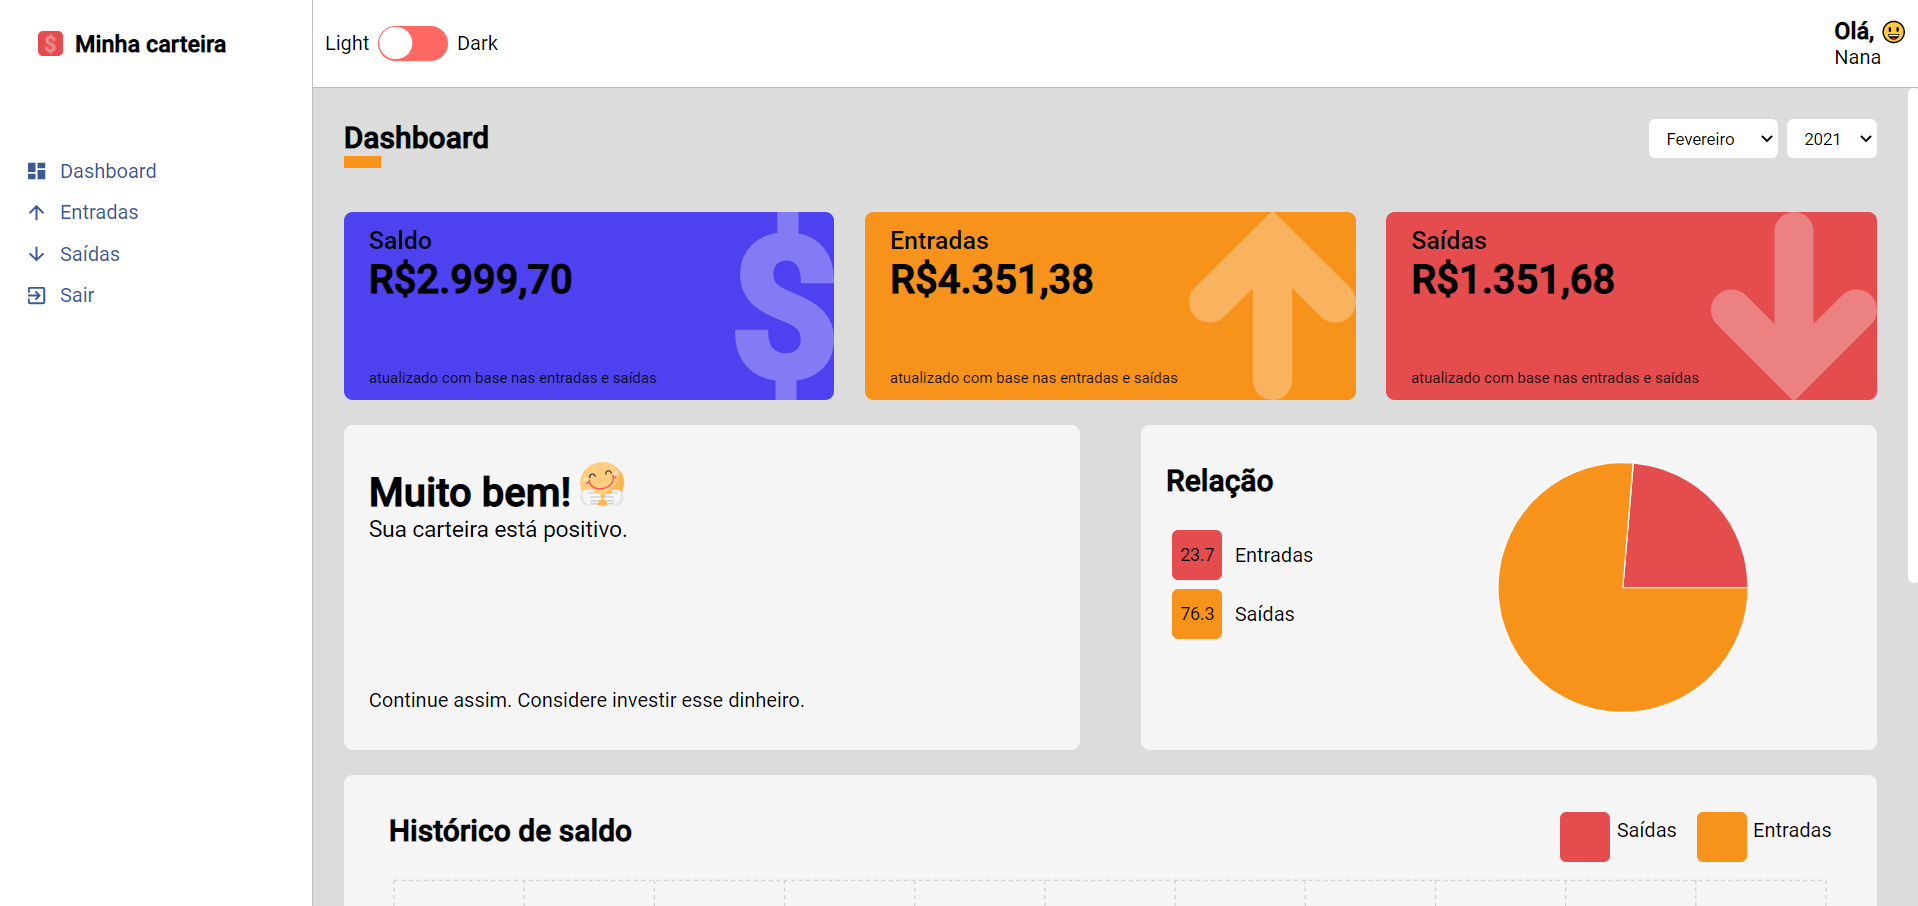 Minha carteira
Light Dark
Olá, 😃
Nana
Dashboard
Entradas
Saídas
Sair
Dashboard
Fevereiro 2021
Saldo
R$2.999,70
atualizado com base nas entradas e saídas
Entradas
R$4.351,38
atualizado com base nas entradas e saídas
Saídas
R$1.351,68
atualizado com base nas entradas e saídas
Muito bem!
Sua carteira está positivo.
Continue assim. Considere investir esse dinheiro.
Relação
23.7 Entradas
76.3 Saídas
Histórico de saldo
Saídas Entradas